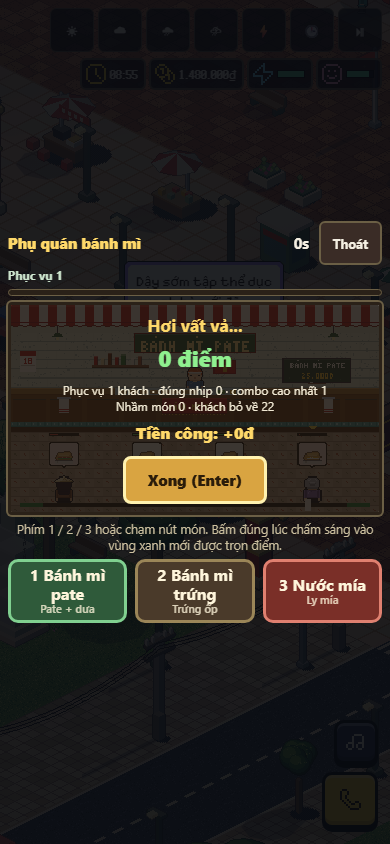 08:55
1.480.000₫
Phụ quán bánh mì
0s
Thoát
Phục vụ 1
Dậy sớm tập thể dục
Hơi vất vả...
BÁNH MÌ PATE
0 điểm
18
BÁNH MÌ PATE
Phục vụ 1 khách · đúng nhịp 0 · combo cao nhất 1
Nhầm món 0 · khách bỏ về 22
Tiền công: +0đ
Xong (Enter)
Phím 1 / 2 / 3 hoặc chạm nút món. Bấm đúng lúc chấm sáng vào
vùng xanh mới được trọn điểm.
1 Bánh mì
pate
Pate + dưa
2 Bánh mì
trứng
Trứng ốp
3 Nước mía
Ly mía